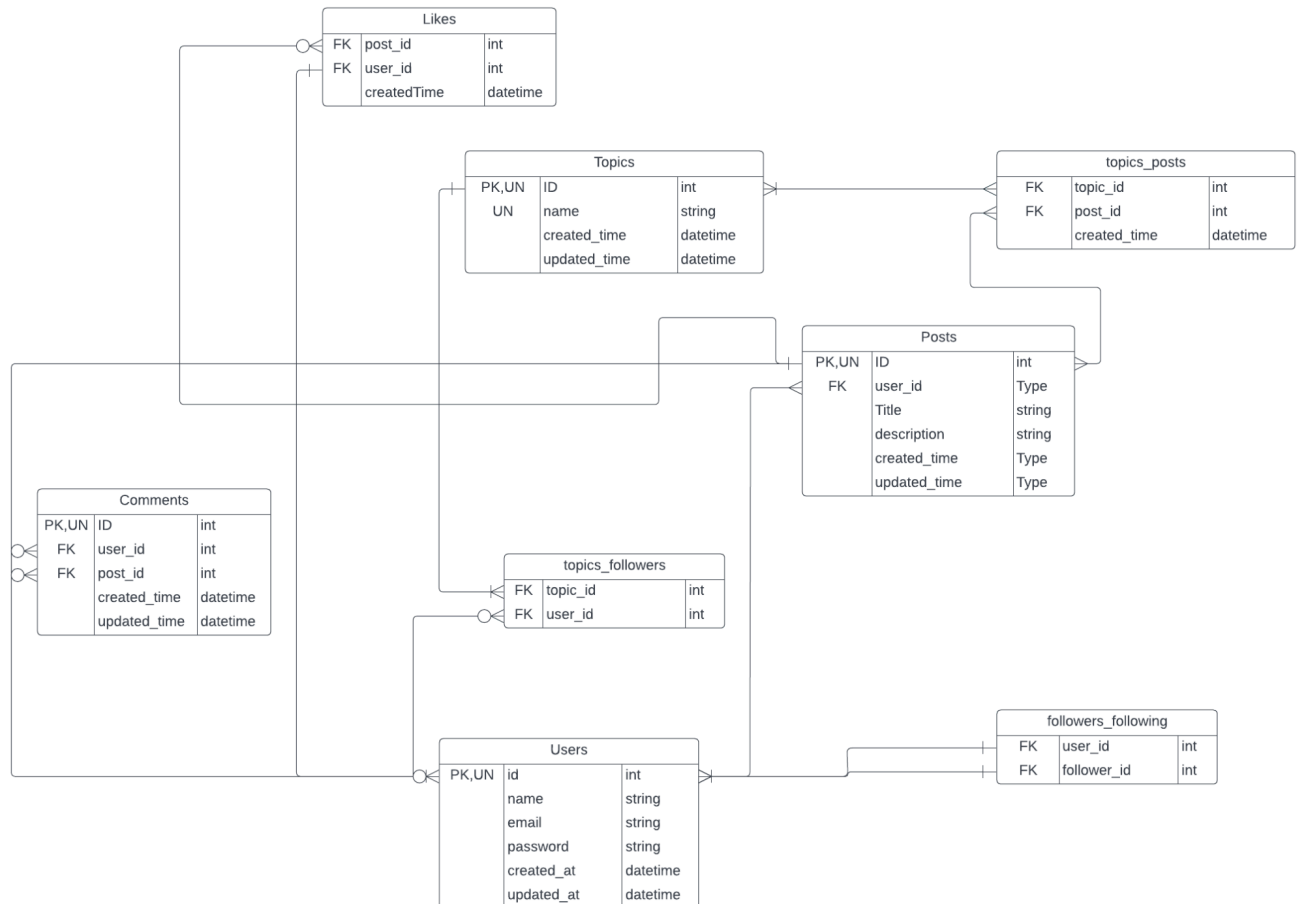 Likes
FK post_id int
FK user_id int
createdTime datetime
Topics
PK,UN ID int
UN name string
created_time datetime
updated_time datetime
topics_posts
FK topic_id int
FK post_id int
created_time datetime
Posts
PK,UN ID int
FK user_id Type
Title string
description string
created_time Type
updated_time Type
Comments
PK,UN ID int
FK user_id int
FK post_id int
created_time datetime
updated_time datetime
topics_followers
FK topic_id int
FK user_id int
followers_following
FK user_id int
FK follower_id int
Users
PK,UN id int
name string
email string
password string
created_at datetime
updated_at datetime